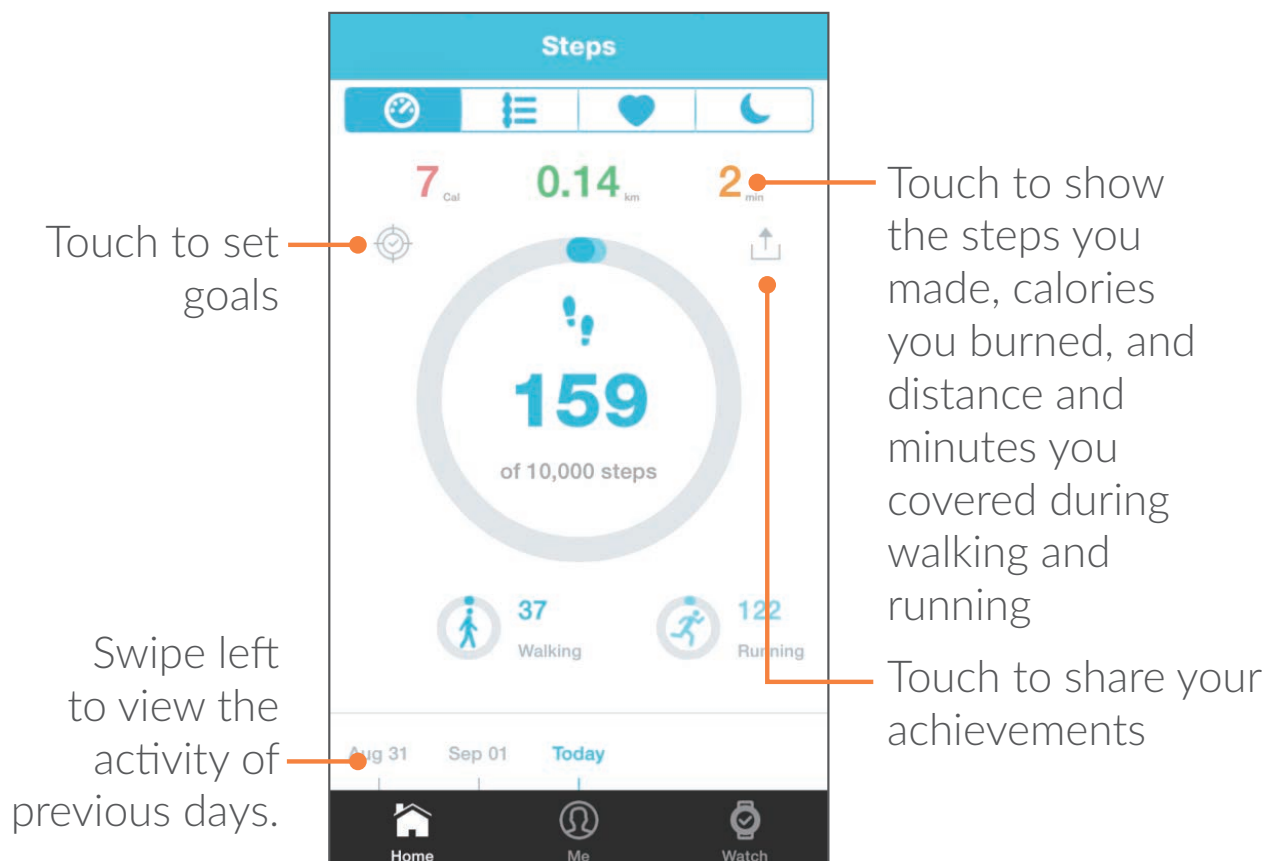 Steps
7 Cal
0.14 km
2 min
Touch to set
goals
159
of 10,000 steps
37
Walking
122
Running
Touch to show
the steps you
made, calories
you burned, and
distance and
minutes you
covered during
walking and
running
Touch to share your
achievements
Swipe left
to view the
activity of
previous days.
Aug 31
Sep 01
Today
Home
Me
Watch